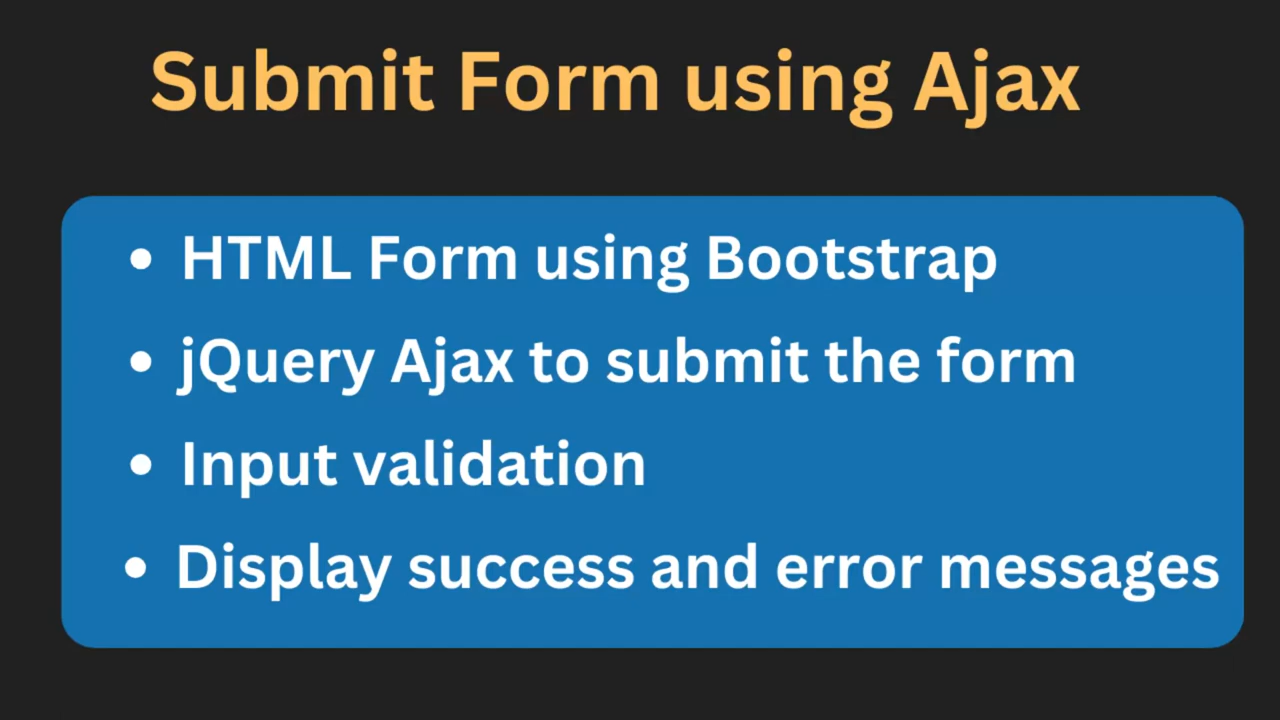 Submit Form using Ajax
• HTML Form using Bootstrap
• jQuery Ajax to submit the form
• Input validation
• Display success and error messages